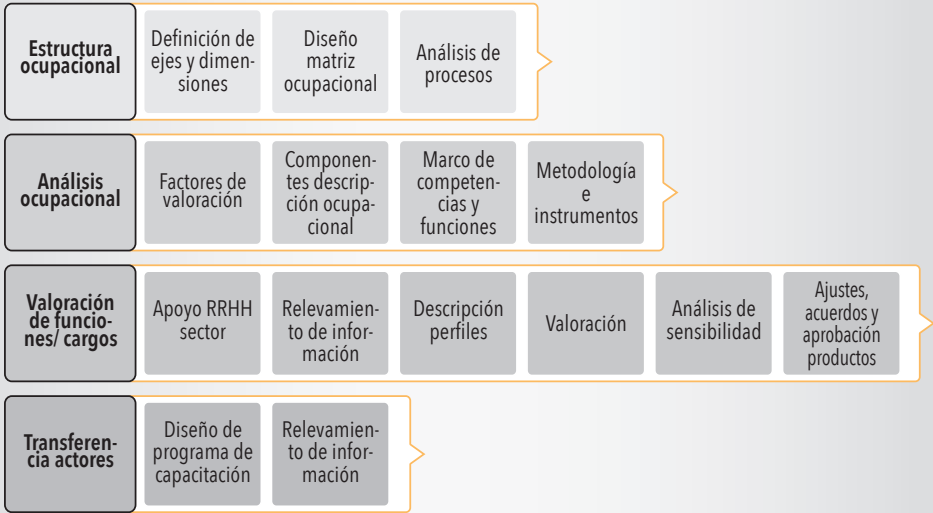 Estructura
ocupacional
Definición de
ejes y dimen-
siones
Diseño
matriz
ocupacional
Análisis de
procesos
Análisis
ocupacional
Factores de
valoración
Componen-
tes descrip-
ción ocupa-
cional
Marco de
competen-
cias y
funciones
Metodología
e
instrumentos
Valoración
de funcio-
nes/ cargos
Apoyo RRHH
sector
Relevamien-
to de infor-
mación
Descripción
perfiles
Valoración
Análisis de
sensibilidad
Ajustes,
acuerdos y
aprobación
productos
Transferen-
cia actores
Diseño de
programa de
capacitación
Relevamien-
to de infor-
mación